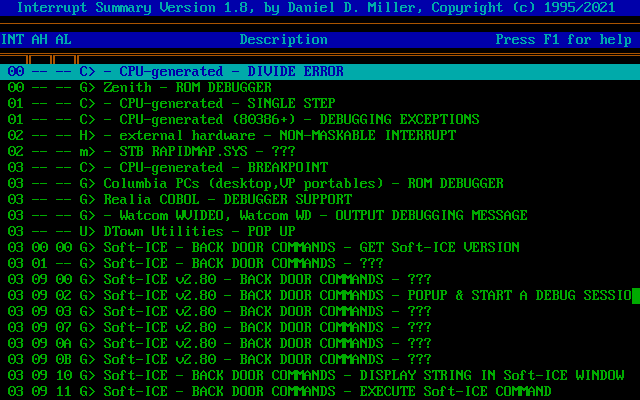 Interrupt Summary Version 1.8, by Daniel D. Miller, Copyright (c) 1995/2021
INT AH AL Description Press F1 for help
00 -- -- C> - CPU-generated - DIVIDE ERROR
00 -- -- G> Zenith - ROM DEBUGGER
01 -- -- C> - CPU-generated - SINGLE STEP
01 -- -- C> - CPU-generated (80386+) - DEBUGGING EXCEPTIONS
02 -- -- H> - external hardware - NON-MASKABLE INTERRUPT
02 -- -- m> - STB RAPIDMAP.SYS - ???
03 -- -- C> - CPU-generated - BREAKPOINT
03 -- -- G> Columbia PCs (desktop,VP portables) - ROM DEBUGGER
03 -- -- G> Realia COBOL - DEBUGGER SUPPORT
03 -- -- G> - Watcom WVIDEO, Watcom WD - OUTPUT DEBUGGING MESSAGE
03 -- -- U> DTown Utilities - POP UP
03 00 00 G> Soft-ICE - BACK DOOR COMMANDS - GET Soft-ICE VERSION
03 01 -- G> Soft-ICE - BACK DOOR COMMANDS - ???
03 09 00 G> Soft-ICE v2.80 - BACK DOOR COMMANDS - ???
03 09 02 G> Soft-ICE v2.80 - BACK DOOR COMMANDS - POPUP & START A DEBUG SESSIO
03 09 03 G> Soft-ICE v2.80 - BACK DOOR COMMANDS - ???
03 09 07 G> Soft-ICE v2.80 - BACK DOOR COMMANDS - ???
03 09 0A G> Soft-ICE v2.80 - BACK DOOR COMMANDS - ???
03 09 0B G> Soft-ICE v2.80 - BACK DOOR COMMANDS - ???
03 09 10 G> Soft-ICE - BACK DOOR COMMANDS - DISPLAY STRING IN Soft-ICE WINDOW
03 09 11 G> Soft-ICE - BACK DOOR COMMANDS - EXECUTE Soft-ICE COMMAND